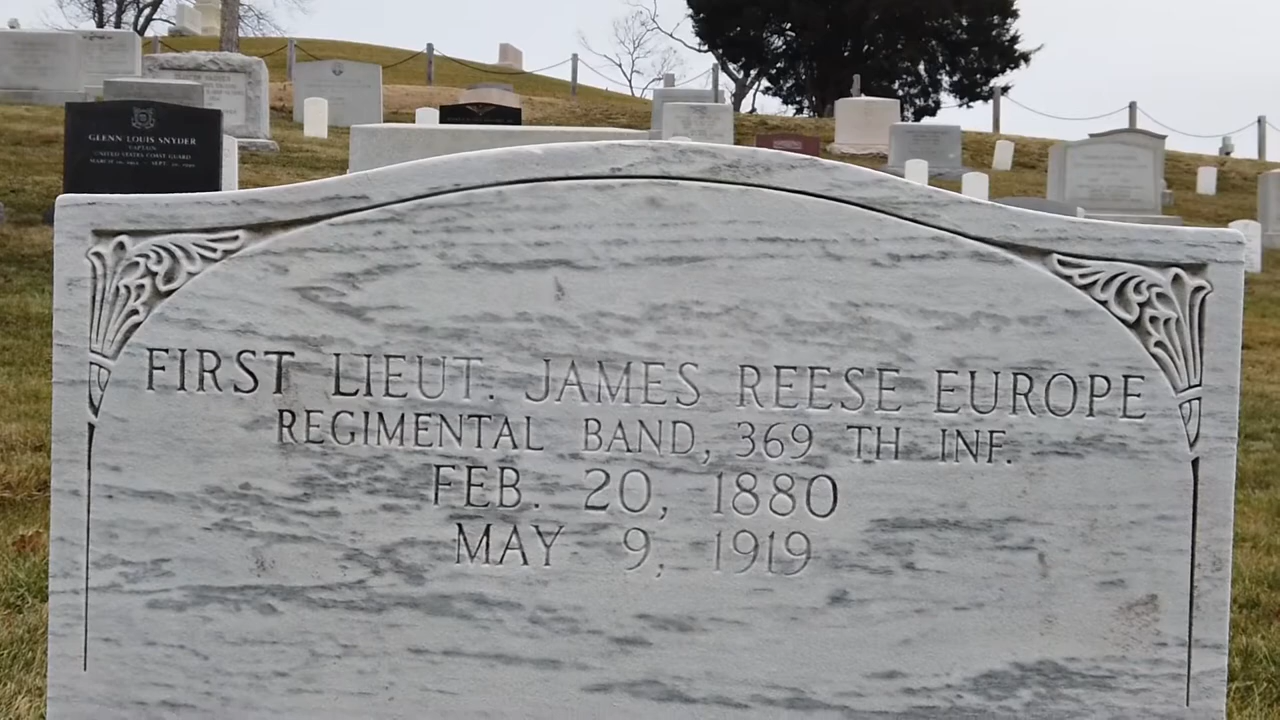 GLENN LOUIS SNYDER
CAPTAIN
UNITED STATES COAST GUARD
FIRST LIEUT. JAMES REESE EUROPE
REGIMENTAL BAND, 369 TH INF.
FEB. 20, 1880
MAY 9, 1919